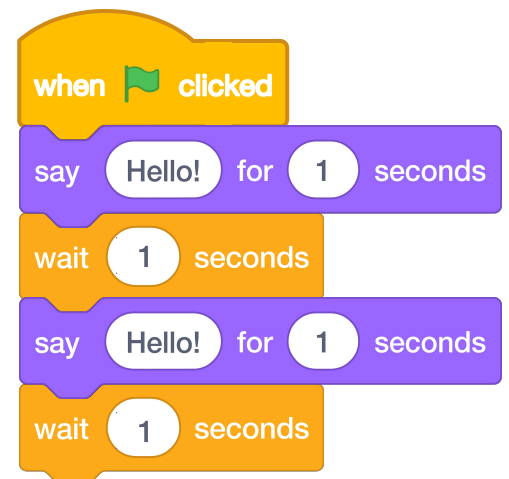 when clicked
say Hello! for 1 seconds
wait 1 seconds
say Hello! for 1 seconds
wait 1 seconds